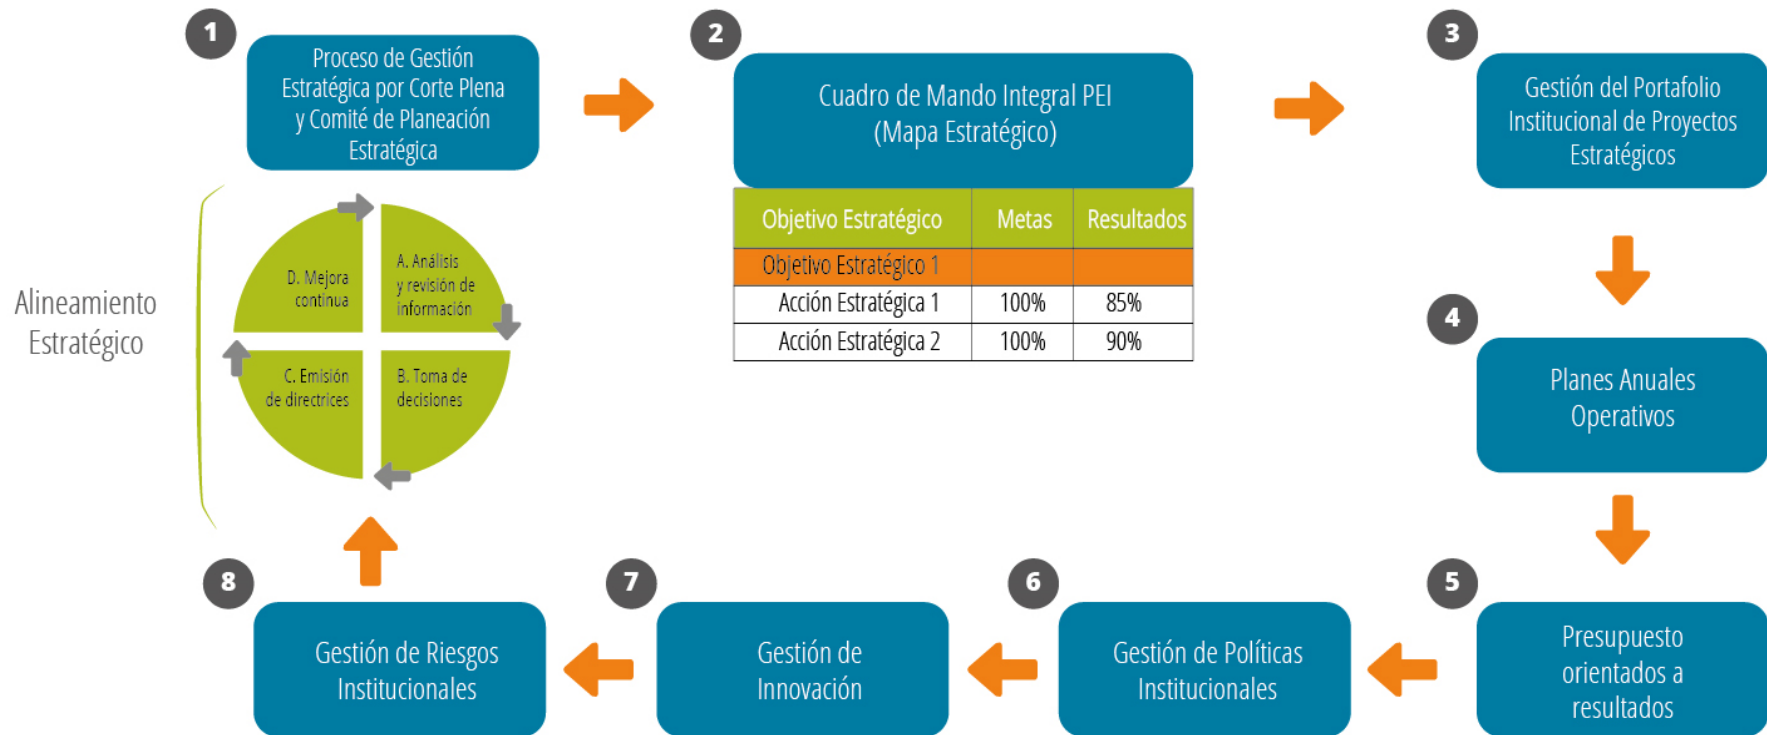 1
Proceso de Gestión
Estratégica por Corte Plena
y Comité de Planeación
Estratégica
2
Cuadro de Mando Integral PEI
(Mapa Estratégico)
Objetivo Estratégico Metas Resultados
Objetivo Estratégico 1
Acción Estratégica 1 100% 85%
Acción Estratégica 2 100% 90%
3
Gestión del Portafolio
Institucional de Proyectos
Estratégicos
Alineamiento
Estratégico
A. Análisis
y revisión de
información
B. Toma de
decisiones
C. Emisión
de directrices
D. Mejora
continua
4
Planes Anuales
Operativos
5
Presupuesto
orientados a
resultados
6
Gestión de Políticas
Institucionales
7
Gestión de
Innovación
8
Gestión de Riesgos
Institucionales